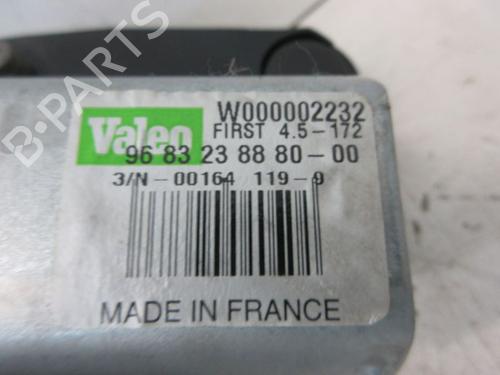 W000002232
Valeo
FIRST 4.5-172
96 83 23 88 80-00
3/N-00164 119-9
MADE IN FRANCE